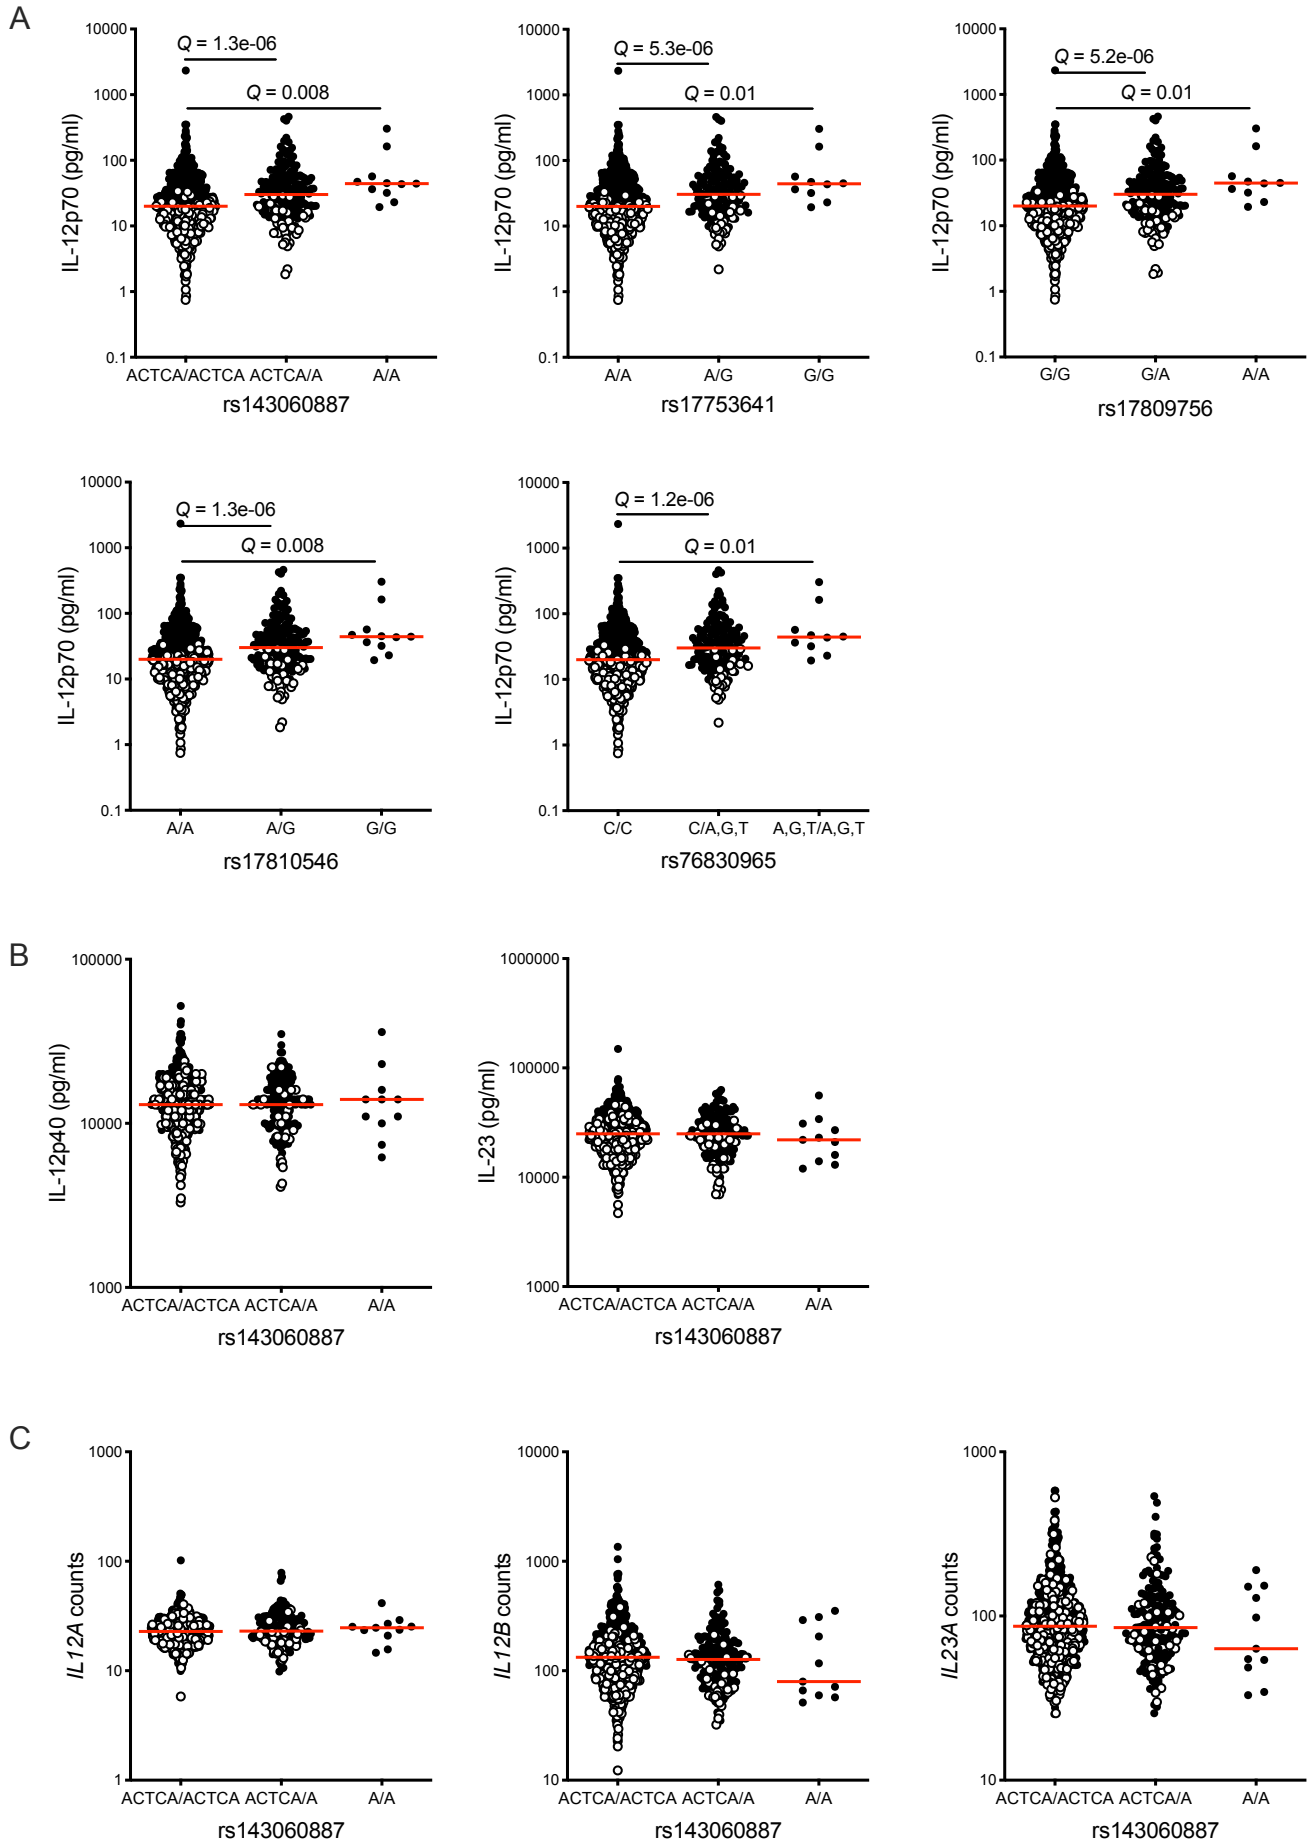 A
10000
1000
100
10
1
0.1
IL-12p70 (pg/ml)
Q = 1.3e-06
Q = 0.008
ACTCA/ACTCA ACTCA/A A/A
rs143060887
10000
1000
100
10
1
0.1
IL-12p70 (pg/ml)
Q = 5.3e-06
Q = 0.01
A/A A/G G/G
rs17753641
10000
1000
100
10
1
0.1
IL-12p70 (pg/ml)
Q = 5.2e-06
Q = 0.01
G/G G/A A/A
rs17809756
10000
1000
100
10
1
0.1
IL-12p70 (pg/ml)
Q = 1.3e-06
Q = 0.008
A/A A/G G/G
rs17810546
10000
1000
100
10
1
0.1
IL-12p70 (pg/ml)
Q = 1.2e-06
Q = 0.01
C/C C/A,G,T A,G,T/A,G,T
rs76830965
B
100000
10000
1000
IL-12p40 (pg/ml)
ACTCA/ACTCA ACTCA/A A/A
rs143060887
1000000
100000
10000
1000
IL-23 (pg/ml)
ACTCA/ACTCA ACTCA/A A/A
rs143060887
C
1000
100
10
1
IL12A counts
ACTCA/ACTCA ACTCA/A A/A
rs143060887
10000
1000
100
10
IL12B counts
ACTCA/ACTCA ACTCA/A A/A
rs143060887
1000
100
10
IL23A counts
ACTCA/ACTCA ACTCA/A A/A
rs143060887